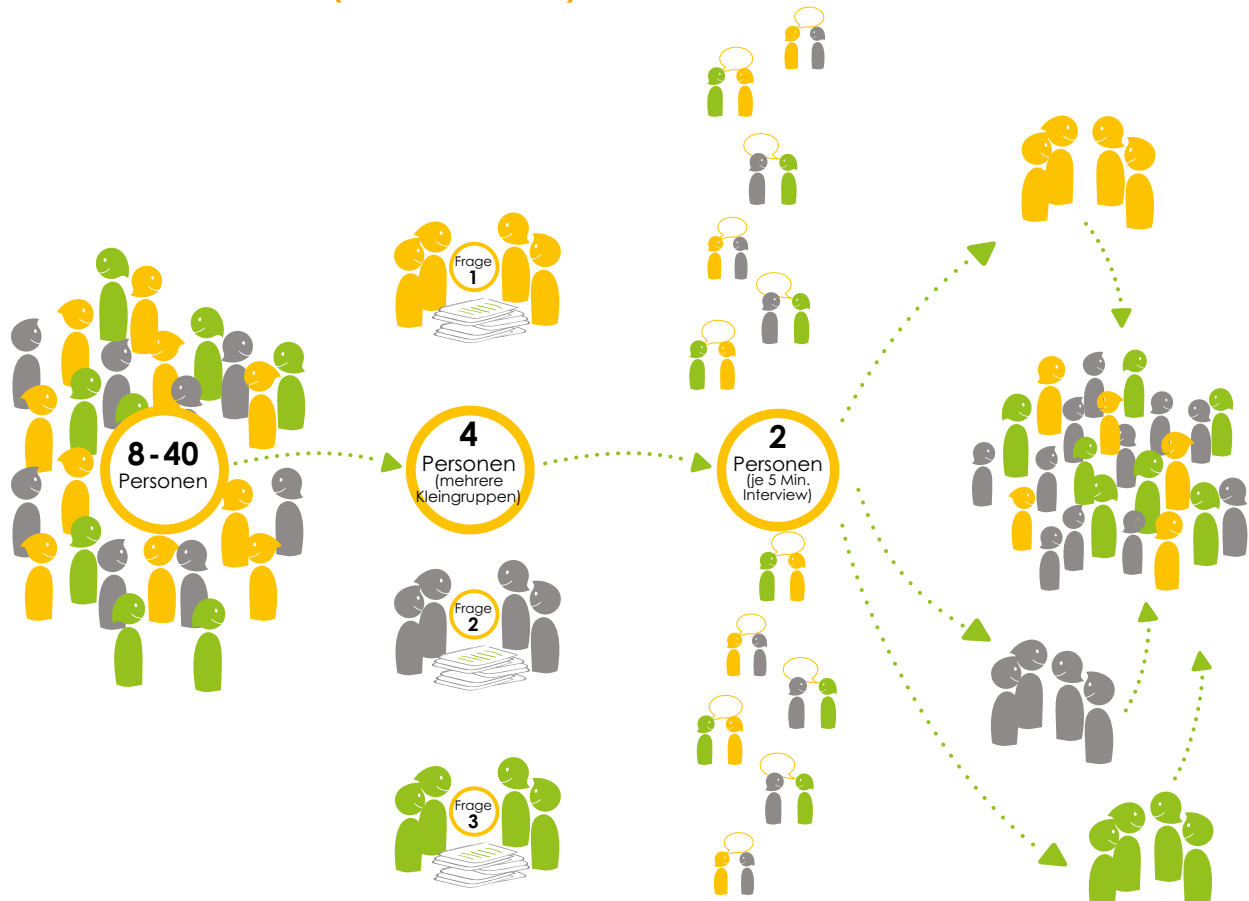 Frage
1
8-40
Personen
4
Personen
(mehrere
Kleingruppen)
2
Personen
(je 5 Min.
Interview)
Frage
2
Frage
3